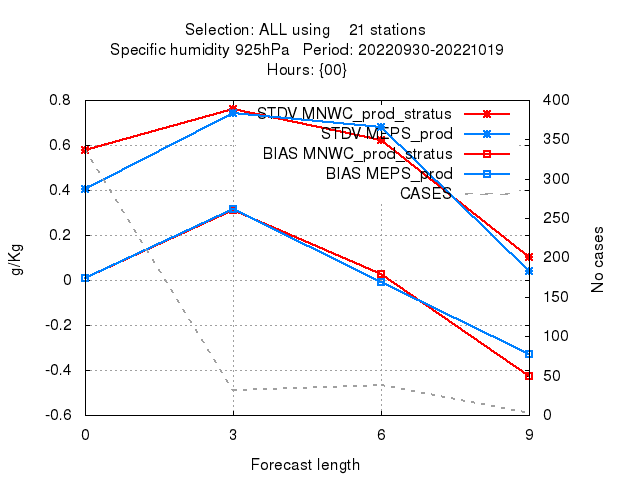 Selection: ALL using    21 stations
Specific humidity 925hPa   Period: 20220930-20221019
Hours: {00}
0.8
0.6
0.4
0.2
0
-0.2
-0.4
-0.6
g/Kg
STDV MNWC_prod_stratus
STDV MEPS_prod
BIAS MNWC_prod_stratus
BIAS MEPS_prod
CASES
400
350
300
250
200
150
100
50
0
No cases
0 3 6 9
Forecast length